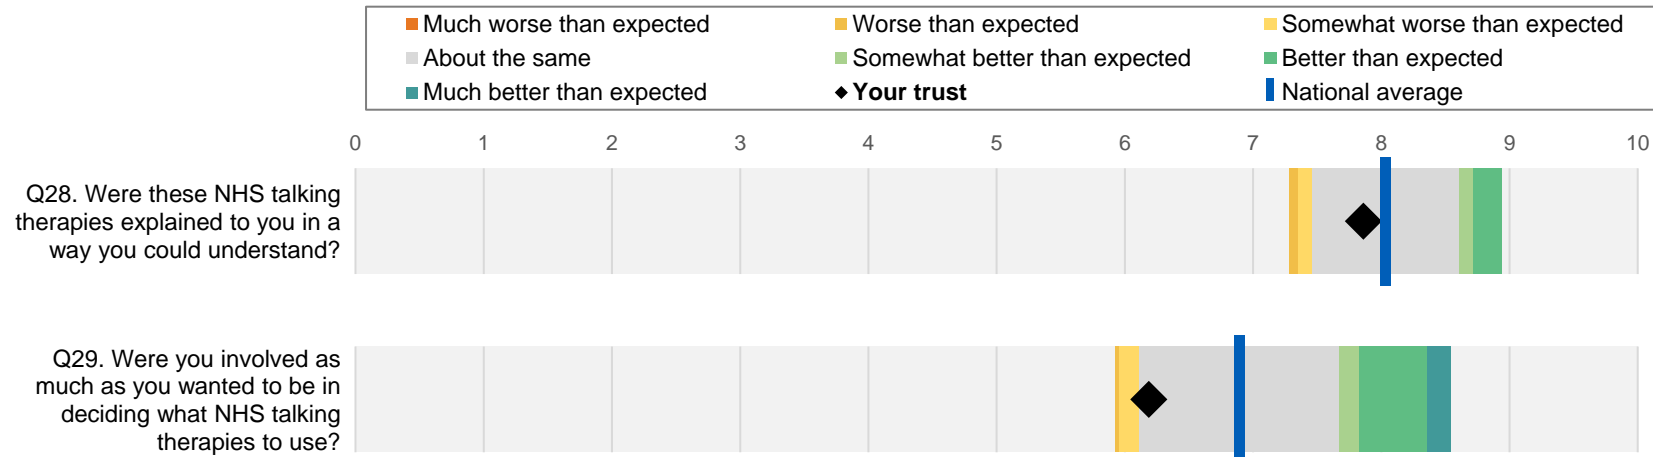 Much worse than expected
Worse than expected
Somewhat worse than expected
About the same
Somewhat better than expected
Better than expected
Much better than expected
Your trust
National average
0 1 2 3 4 5 6 7 8 9 10
Q28. Were these NHS talking
therapies explained to you in a
way you could understand?
Q29. Were you involved as
much as you wanted to be in
deciding what NHS talking
therapies to use?